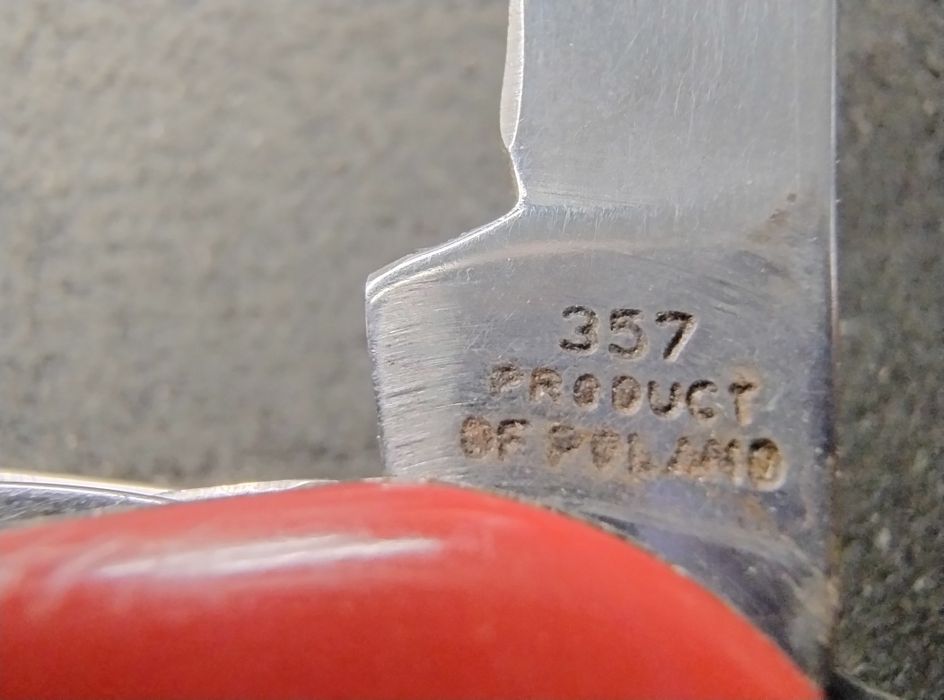 357
PRODUCT
OF POLAND